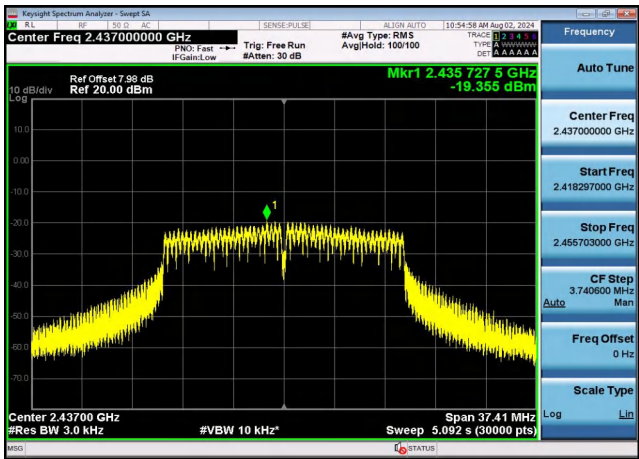 Keysight Spectrum Analyzer - Swept SA
RL RF 50 Ω AC SENSE:PULSE ALIGN AUTO 10:54:58 AM Aug 02, 2024
Center Freq 2.437000000 GHz
PNO: Fast
IFGain:Low
Trig: Free Run
#Atten: 30 dB
#Avg Type: RMS
Avg|Hold: 100/100
TRACE 1 2 3 4 5 6
TYPE A WWWWW
DET A A A A A A
Ref Offset 7.98 dB
Ref 20.00 dBm
10 dB/div
Log
Mkr1 2.435 727 5 GHz
-19.355 dBm
10.0
0.00
-10.0
1
-20.0
-30.0
-40.0
-50.0
-60.0
-70.0
Center 2.43700 GHz
Span 37.41 MHz
#Res BW 3.0 kHz
#VBW 10 kHz*
Sweep 5.092 s (30000 pts)
MSG
STATUS
Frequency
Auto Tune
Center Freq
2.437000000 GHz
Start Freq
2.418297000 GHz
Stop Freq
2.455703000 GHz
CF Step
3.740600 MHz
Auto Man
Freq Offset
0 Hz
Scale Type
Log Lin